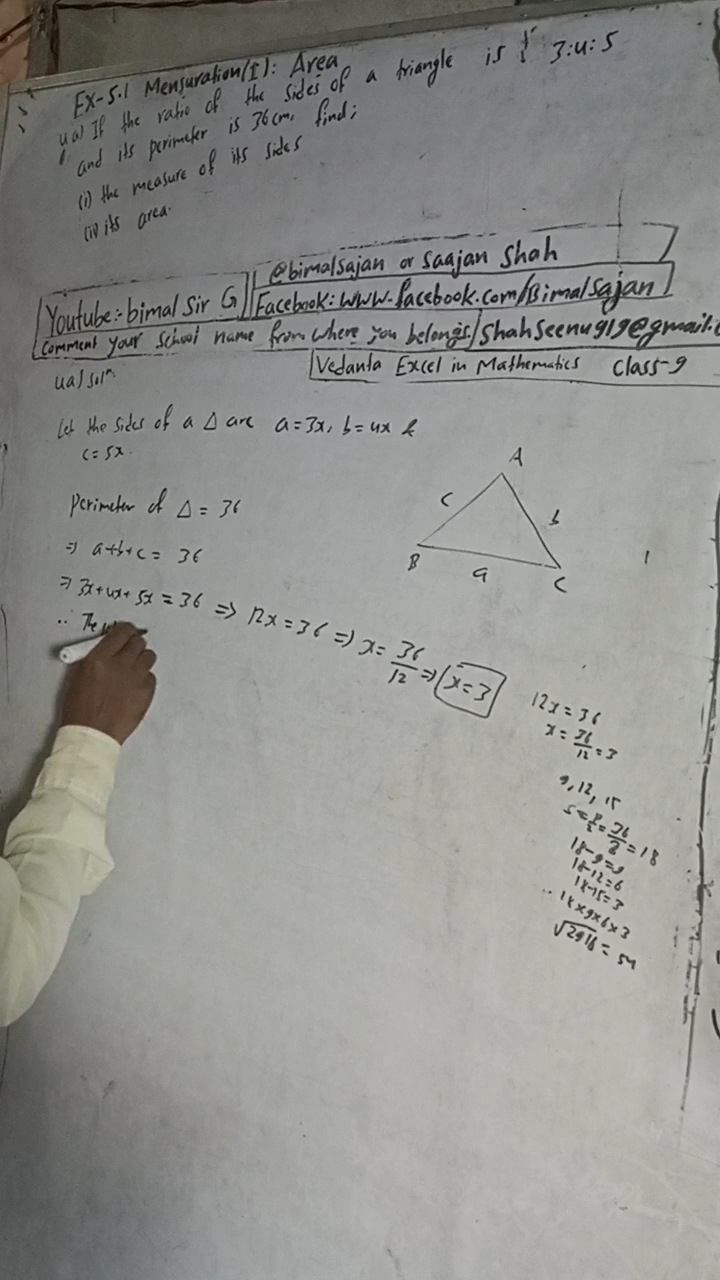 Ex-5.1 Mensuration(I): Area
4 a) If the ratio of the sides of a triangle is 3:4:5
and its perimeter is 36cm, find;
(i) the measure of its sides
(ii) its area.
@bimalsajan or Saajan Shah
Youtube:- bimal Sir G
Facebook: www.facebook.com/Bimalsajan
Comment your School name from where you belongs/
Shahseenu919@gmail.c
Vedanta Excel in Mathematics Class-9
4a) solⁿ
Let the sides of a Δ are a=3x, b=4x &
c=5x.
Perimeter of Δ = 36
⇒ a+b+c = 36
⇒ 3x+4x+5x = 36 ⇒ 12x=36 ⇒ x= 36/12 ⇒ x=3
∴ The
A
c
b
B
a
C
12x=36
x= 36/12 =3
9,12,15
s= P/2 = 36/2 =18
18-9=9
18-12=6
18-15=3
18×9×6×3
√2916 = 54